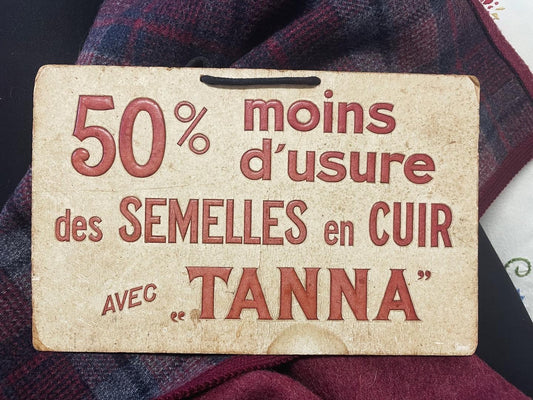 50% moins
d'usure
des SEMELLES en CUIR
AVEC „TANNA”